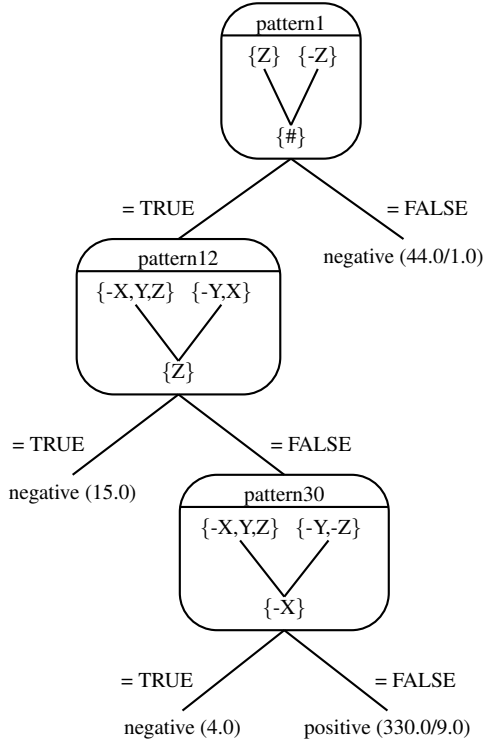 pattern1
{Z} {-Z}
{#}
= TRUE = FALSE
pattern12 negative (44.0/1.0)
{-X,Y,Z} {-Y,X}
{Z}
= TRUE = FALSE
negative (15.0) pattern30
{-X,Y,Z} {-Y,-Z}
{-X}
= TRUE = FALSE
negative (4.0) positive (330.0/9.0)